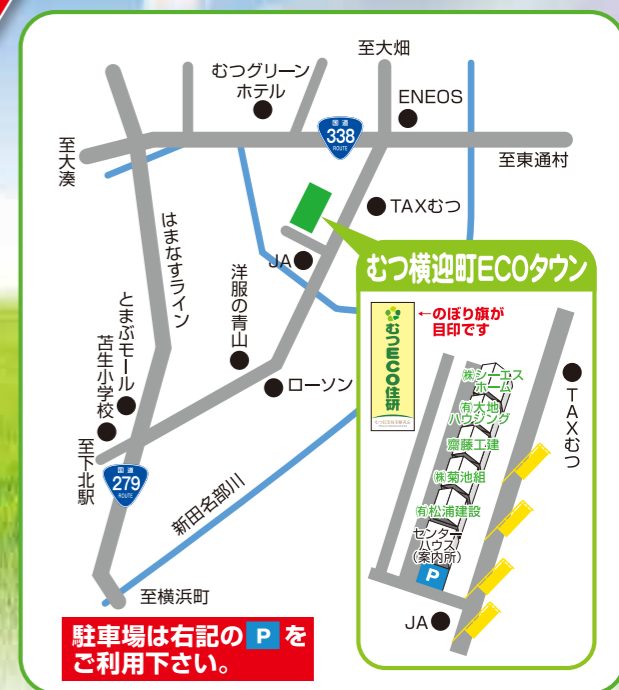 至大畑
むつグリーン
ホテル
ENEOS
国道
338
ROUTE
至大湊
至東通村
はまなすライン
TAXむつ
JA
洋服の青山
とまぶモール
苫生小学校
ローソン
至下北駅
国道
279
ROUTE
新田名部川
至横浜町
駐車場は右記の P を
ご利用下さい。
むつ横迎町ECOタウン
←のぼり旗が
目印です
むつECO住研
㈱シーエス
ホーム
㈲大地
ハウジング
齋藤工建
㈱菊池組
㈲松浦建設
センター
ハウス
(案内所)
P
TAXむつ
JA